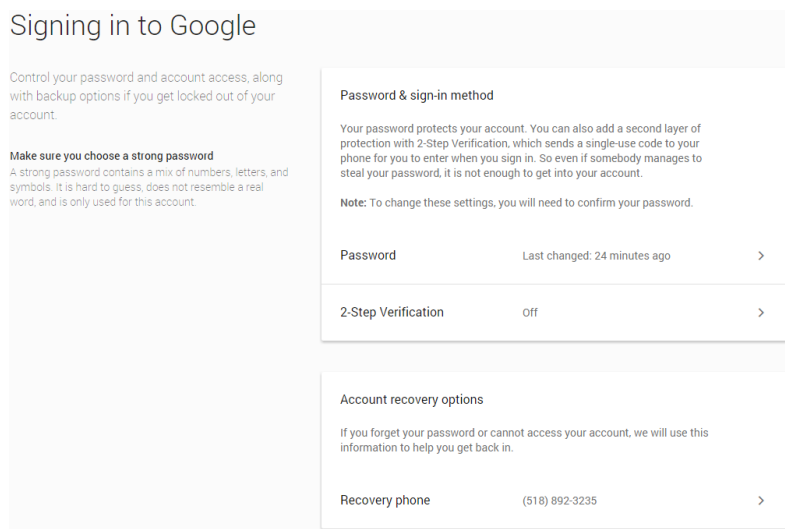 Signing in to Google
Control your password and account access, along
with backup options if you get locked out of your
account.
Make sure you choose a strong password
A strong password contains a mix of numbers, letters, and
symbols. It is hard to guess, does not resemble a real
word, and is only used for this account.
Password & sign-in method
Your password protects your account. You can also add a second layer of
protection with 2-Step Verification, which sends a single-use code to your
phone for you to enter when you sign in. So even if somebody manages to
steal your password, it is not enough to get into your account.
Note: To change these settings, you will need to confirm your password.
Password Last changed: 24 minutes ago
2-Step Verification Off
Account recovery options
If you forget your password or cannot access your account, we will use this
information to help you get back in.
Recovery phone (518) 892-3235